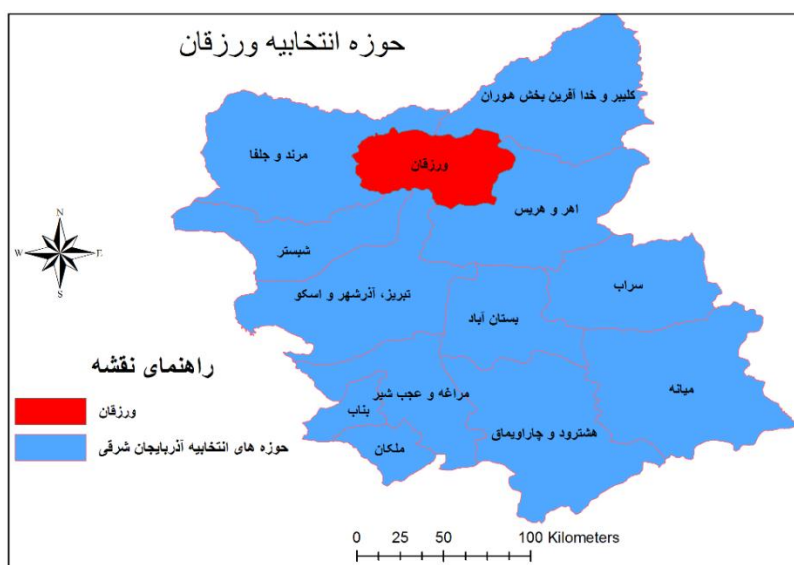 حوزه انتخابیه ورزقان
کلیبر و خدا آفرین بخش هوران
مرند و جلفا
ورزقان
اهر و هریس
شبستر
تبریز، آذرشهر و اسکو
سراب
بستان آباد
میانه
مراغه و عجب شیر
بناب
هشترود و چاراویماق
ملکان
N
W
E
S
راهنمای نقشه
ورزقان
حوزه های انتخابیه آذربایجان شرقی
0 25 50 100 Kilometers